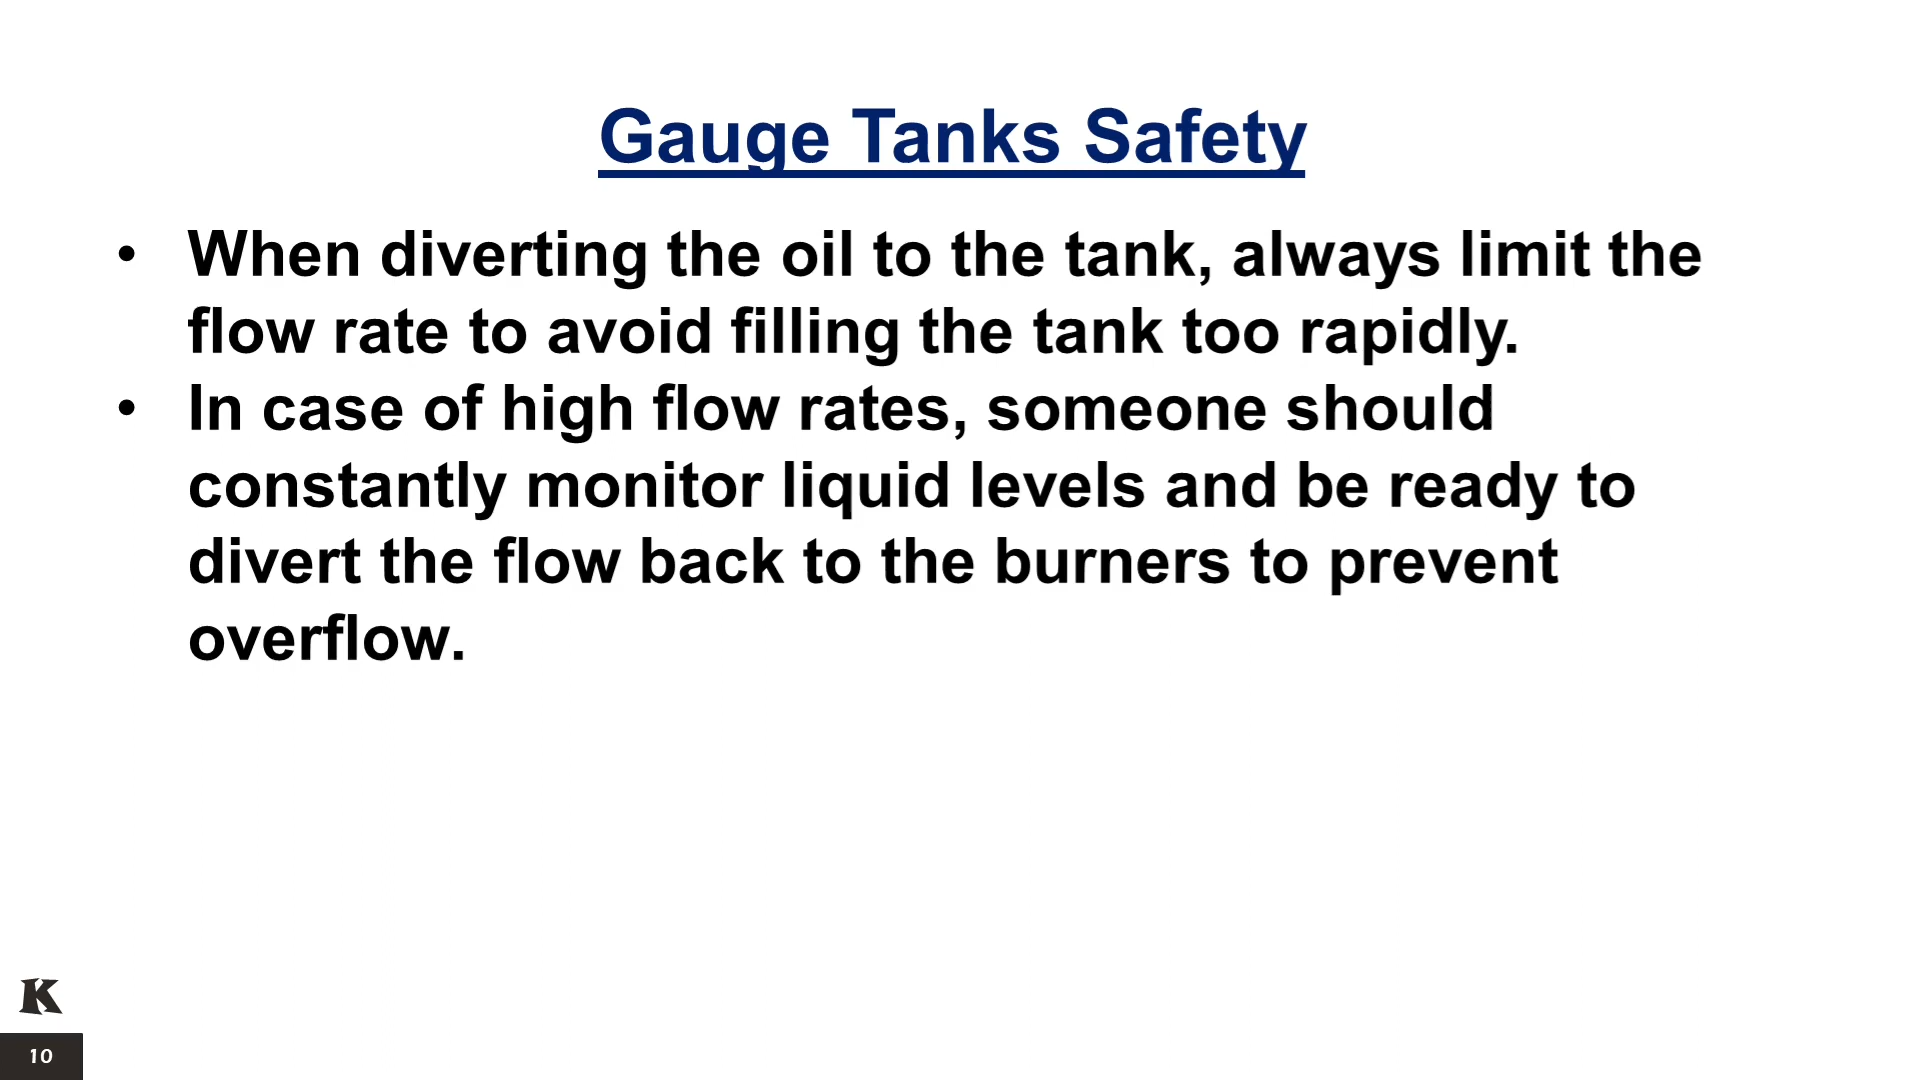 Gauge Tanks Safety
• When diverting the oil to the tank, always limit the
flow rate to avoid filling the tank too rapidly.
• In case of high flow rates, someone should
constantly monitor liquid levels and be ready to
divert the flow back to the burners to prevent
overflow.
K
10